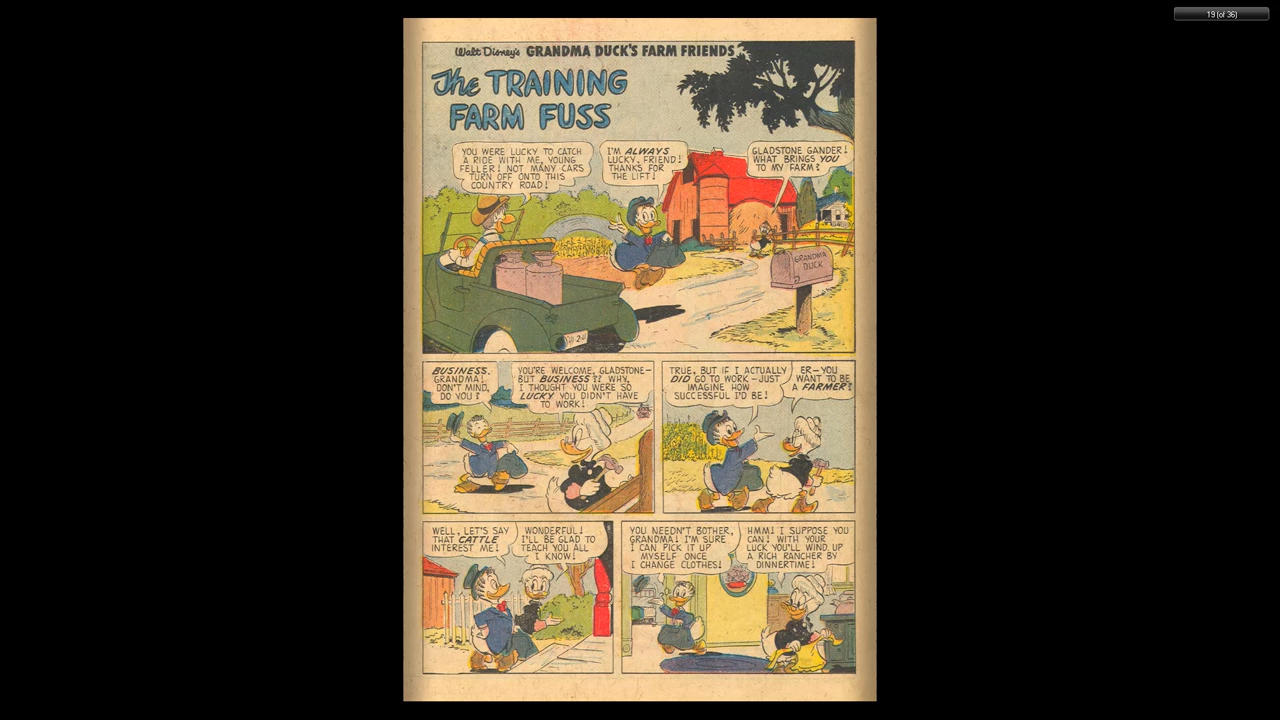 19 (of 36)
Walt Disney's GRANDMA DUCK'S FARM FRIENDS
The TRAINING
FARM FUSS
YOU WERE LUCKY TO CATCH
A RIDE WITH ME, YOUNG
FELLER! NOT MANY CARS
TURN OFF ONTO THIS
COUNTRY ROAD!
I'M ALWAYS
LUCKY, FRIEND!
THANKS FOR
THE LIFT!
GLADSTONE GANDER!
WHAT BRINGS YOU
TO MY FARM?
GRANDMA
DUCK
BUSINESS,
GRANDMA!
DON'T MIND,
DO YOU?
YOU'RE WELCOME, GLADSTONE—
BUT BUSINESS?? WHY,
I THOUGHT YOU WERE SO
LUCKY YOU DIDN'T HAVE
TO WORK!
TRUE, BUT IF I ACTUALLY
DID GO TO WORK—JUST
IMAGINE HOW
SUCCESSFUL I'D BE!
ER—YOU
WANT TO BE
A FARMER?
WELL, LET'S SAY
THAT CATTLE
INTEREST ME!
WONDERFUL!
I'LL BE GLAD TO
TEACH YOU ALL
I KNOW!
YOU NEEDN'T BOTHER,
GRANDMA! I'M SURE
I CAN PICK IT UP
MYSELF ONCE
I CHANGE CLOTHES!
HMM! I SUPPOSE YOU
CAN! WITH YOUR
LUCK YOU'LL WIND UP
A RICH RANCHER BY
DINNERTIME!